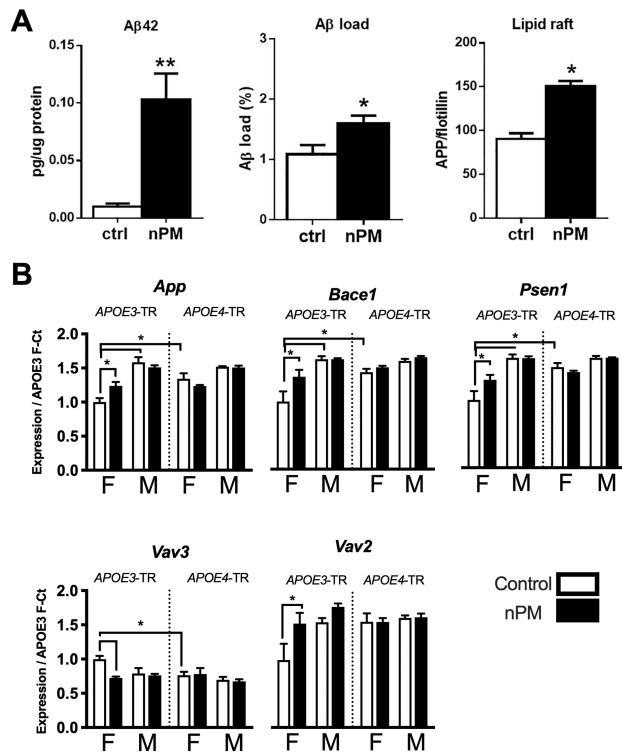 A
Aβ42
Aβ load
Lipid raft
pg/ug protein
0.15
0.10
0.05
0.00
**
ctrl nPM
Aβ load (%)
3
2
1
0
*
ctrl nPM
APP/flotillin
200
150
100
50
0
*
ctrl nPM
B
App
Bace1
Psen1
APOE3-TR APOE4-TR
APOE3-TR APOE4-TR
APOE3-TR APOE4-TR
Expression / APOE3 F-Ct
2.0
1.5
1.0
1.5
0.0
*
*
*
*
*
*
F M F M
F M F M
F M F M
Vav3
Vav2
APOE3-TR APOE4-TR
APOE3-TR APOE4-TR
Expression / APOE3 F-Ct
2.0
1.5
1.0
0.5
0.0
*
*
F M F M
F M F M
Control
nPM